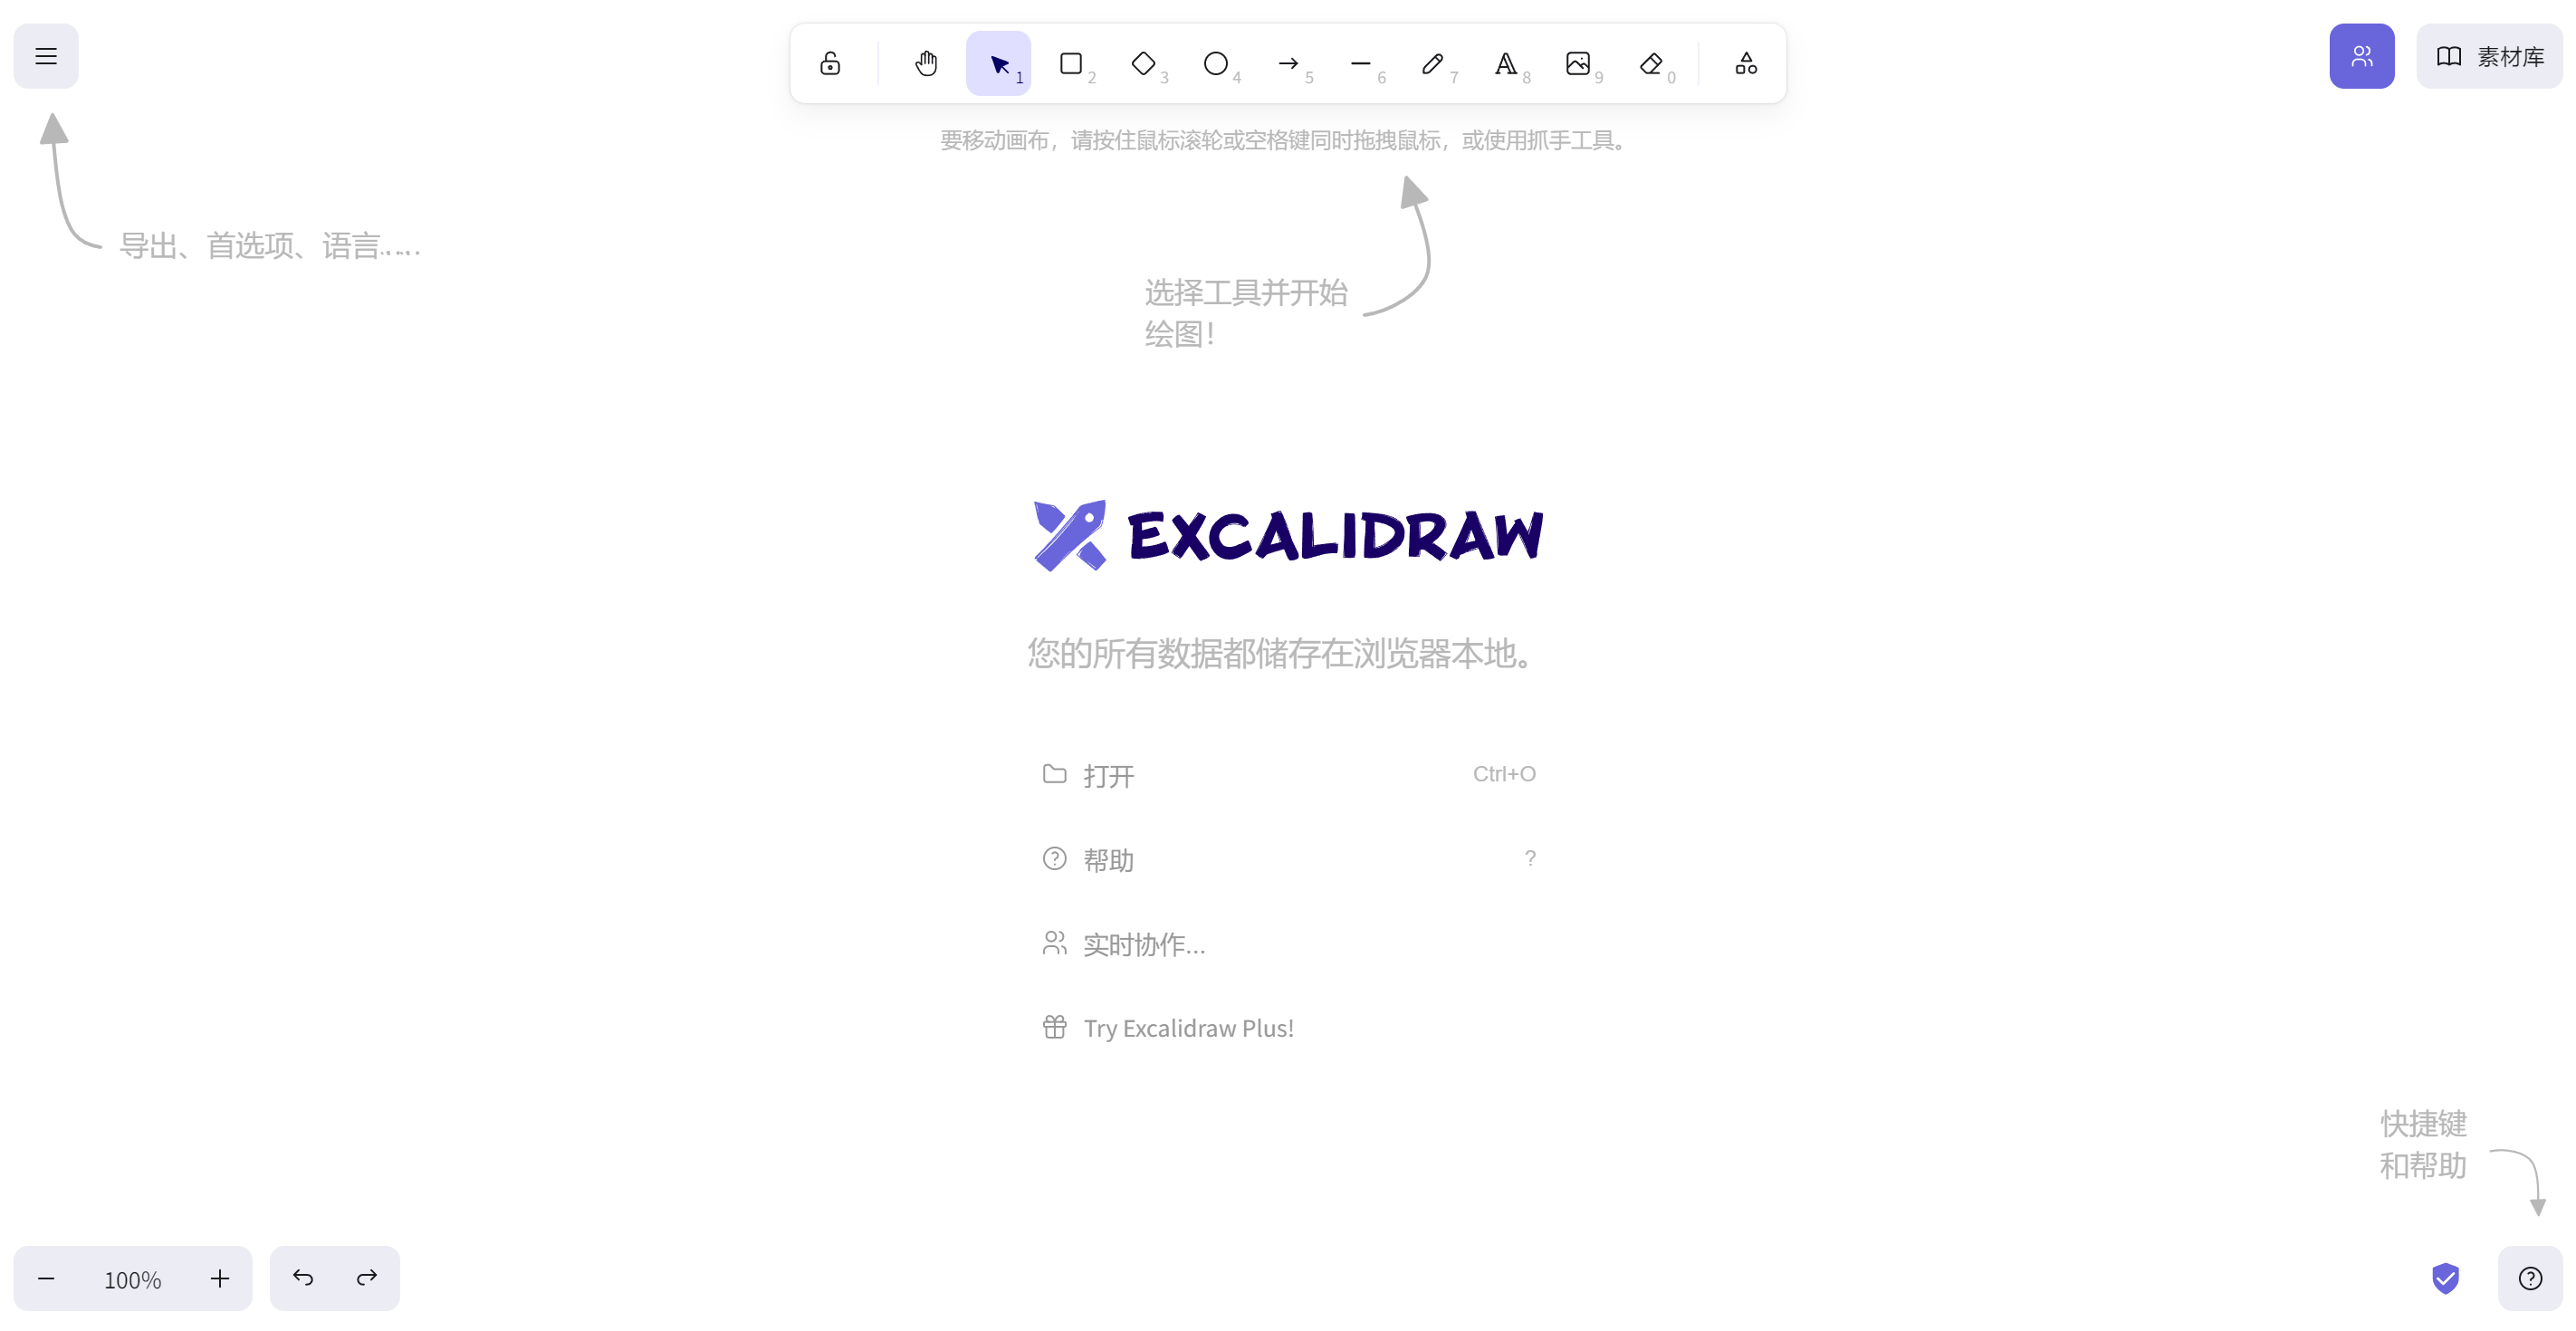 1
2
3
4
5
6
7
8
9
0
素材库
要移动画布，请按住鼠标滚轮或空格键同时拖拽鼠标，或使用抓手工具。
导出、首选项、语言……
选择工具并开始
绘图！
EXCALIDRAW
您的所有数据都储存在浏览器本地。
打开 Ctrl+O
帮助 ?
实时协作...
Try Excalidraw Plus!
快捷键
和帮助
100%